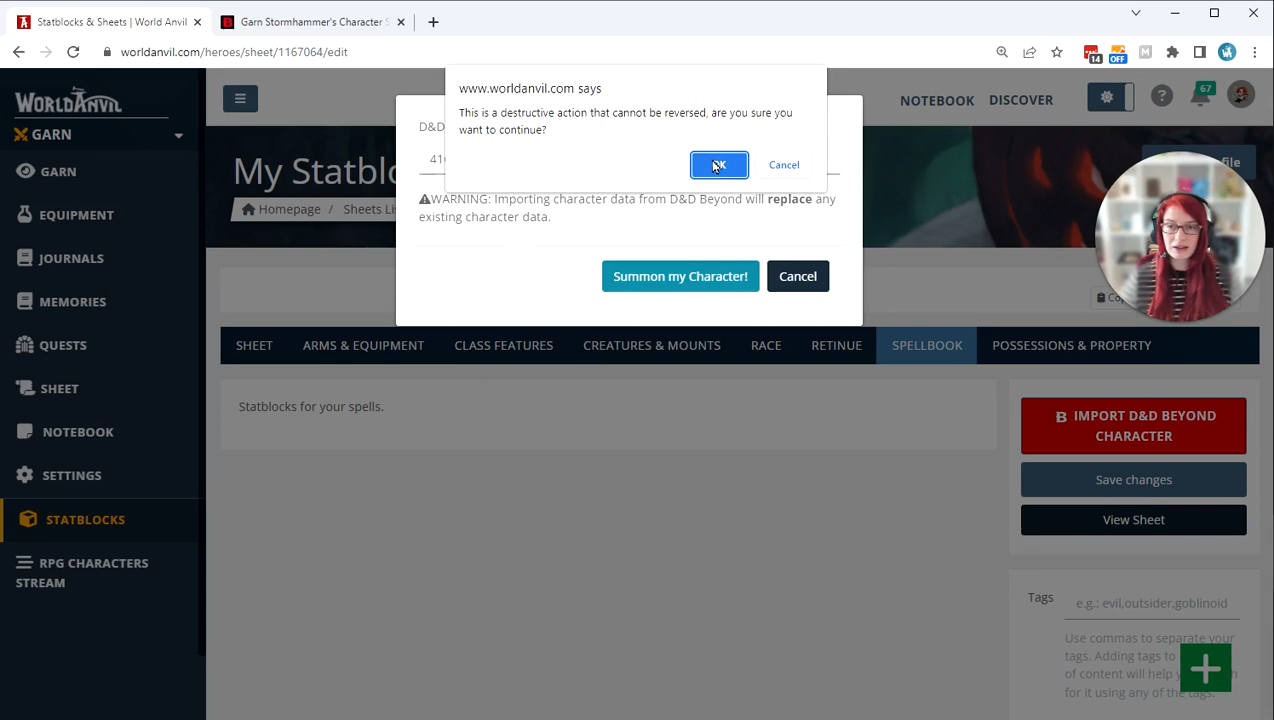 Statblocks & Sheets | World Anvil
Garn Stormhammer's Character S
worldanvil.com/heroes/sheet/1167064/edit
14
OFF
WORLDANVIL
GARN
GARN
EQUIPMENT
JOURNALS
MEMORIES
QUESTS
SHEET
NOTEBOOK
SETTINGS
STATBLOCKS
RPG CHARACTERS
STREAM
NOTEBOOK
DISCOVER
67
My Statbl
file
Homepage / Sheets Li
www.worldanvil.com says
This is a destructive action that cannot be reversed, are you sure you
want to continue?
OK
Cancel
D&D
416
WARNING: Importing character data from D&D Beyond will replace any
existing character data.
Summon my Character!
Cancel
SHEET
ARMS & EQUIPMENT
CLASS FEATURES
CREATURES & MOUNTS
RACE
RETINUE
SPELLBOOK
POSSESSIONS & PROPERTY
Statblocks for your spells.
IMPORT D&D BEYOND
CHARACTER
Save changes
View Sheet
Tags
e.g.: evil,outsider,goblinoid
Use commas to separate your
tags. Adding tags to
of content will help
for it using any of the tags.